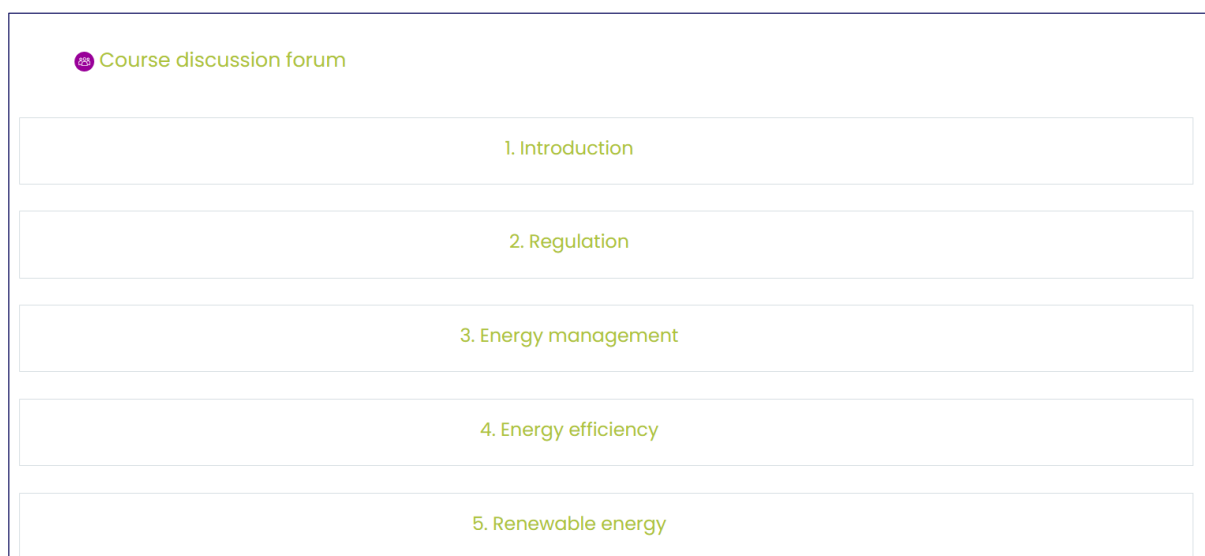 Course discussion forum
1. Introduction
2. Regulation
3. Energy management
4. Energy efficiency
5. Renewable energy